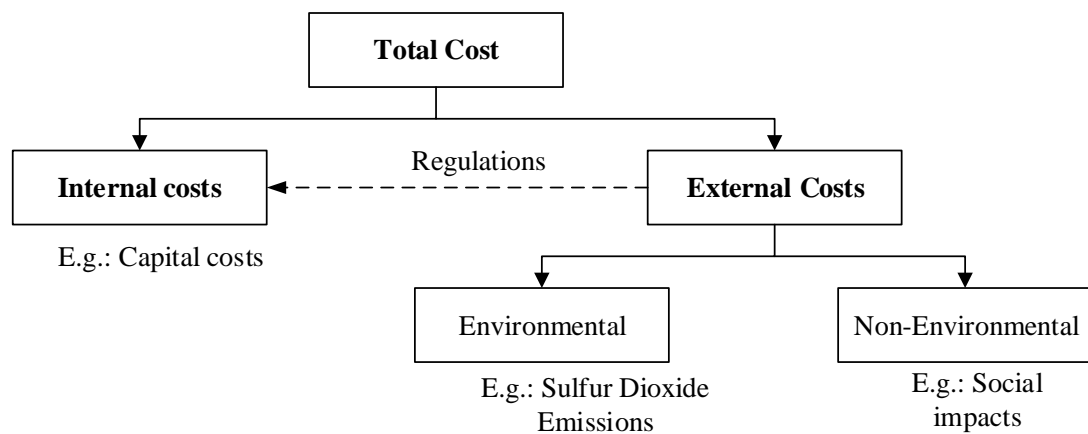 Total Cost
Regulations
Internal costs
External Costs
E.g.: Capital costs
Environmental
Non-Environmental
E.g.: Sulfur Dioxide
Emissions
E.g.: Social
impacts